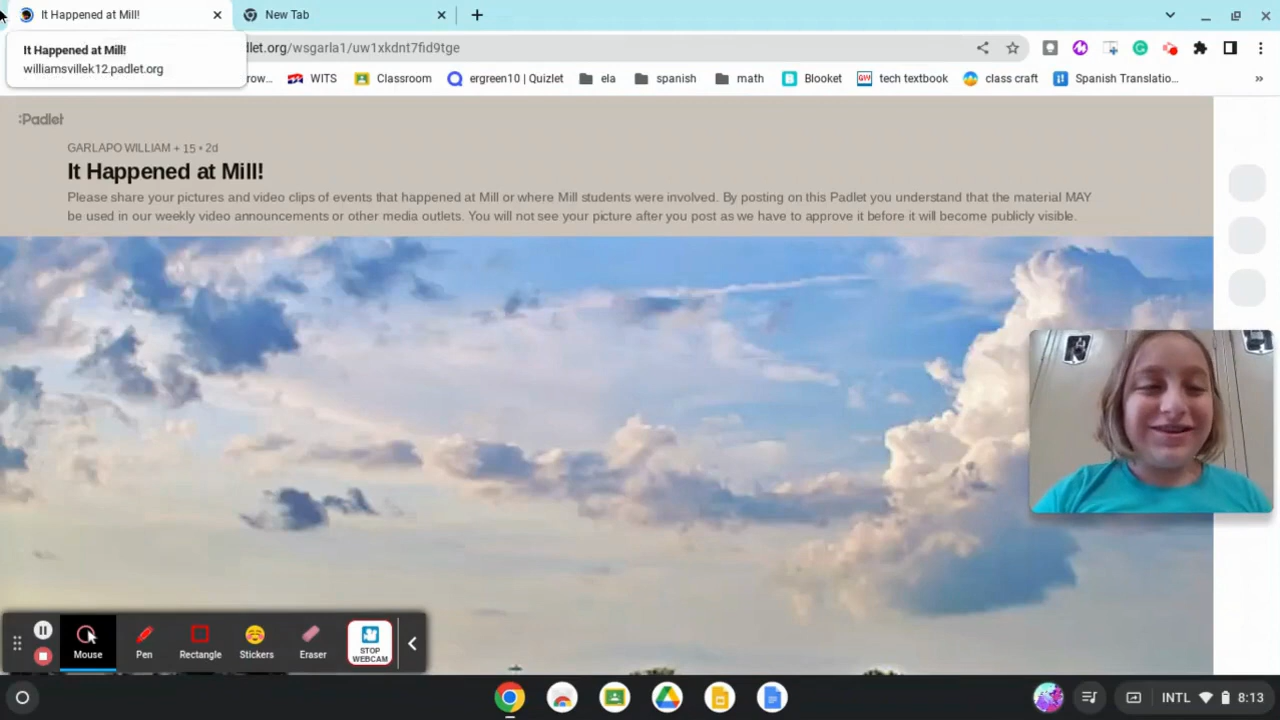 It Happened at Mill!
New Tab
It Happened at Mill!
williamsvillek12.padlet.org
dlet.org/wsgarla1/uw1xkdnt7fid9tge
row...
WITS
Classroom
ergreen10 | Quizlet
ela
spanish
math
Blooket
GW
tech textbook
class craft
Spanish Translatio...
»
:Padlet
GARLAPO WILLIAM + 15 • 2d
It Happened at Mill!
Please share your pictures and video clips of events that happened at Mill or where Mill students were involved. By posting on this Padlet you understand that the material MAY
be used in our weekly video announcements or other media outlets. You will not see your picture after you post as we have to approve it before it will become publicly visible.
Mouse
Pen
Rectangle
Stickers
Eraser
STOP
WEBCAM
INTL
8:13